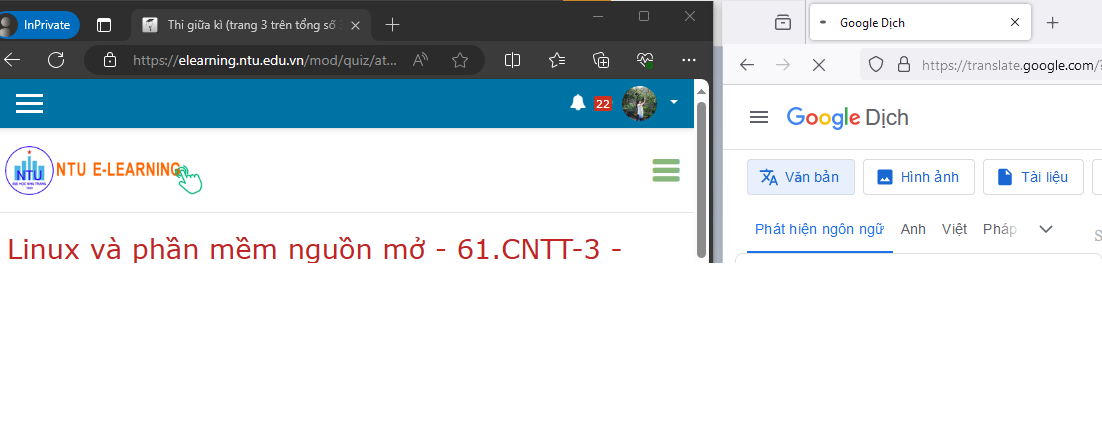 InPrivate
Thi giữa kì (trang 3 trên tổng số
https://elearning.ntu.edu.vn/mod/quiz/at...
22
NTU
NTU E-LEARNING
Linux và phần mềm nguồn mở - 61.CNTT-3 -
Google Dịch
https://translate.google.com/?
Google Dịch
Văn bản
Hình ảnh
Tài liệu
Phát hiện ngôn ngữ
Anh
Việt
Pháp